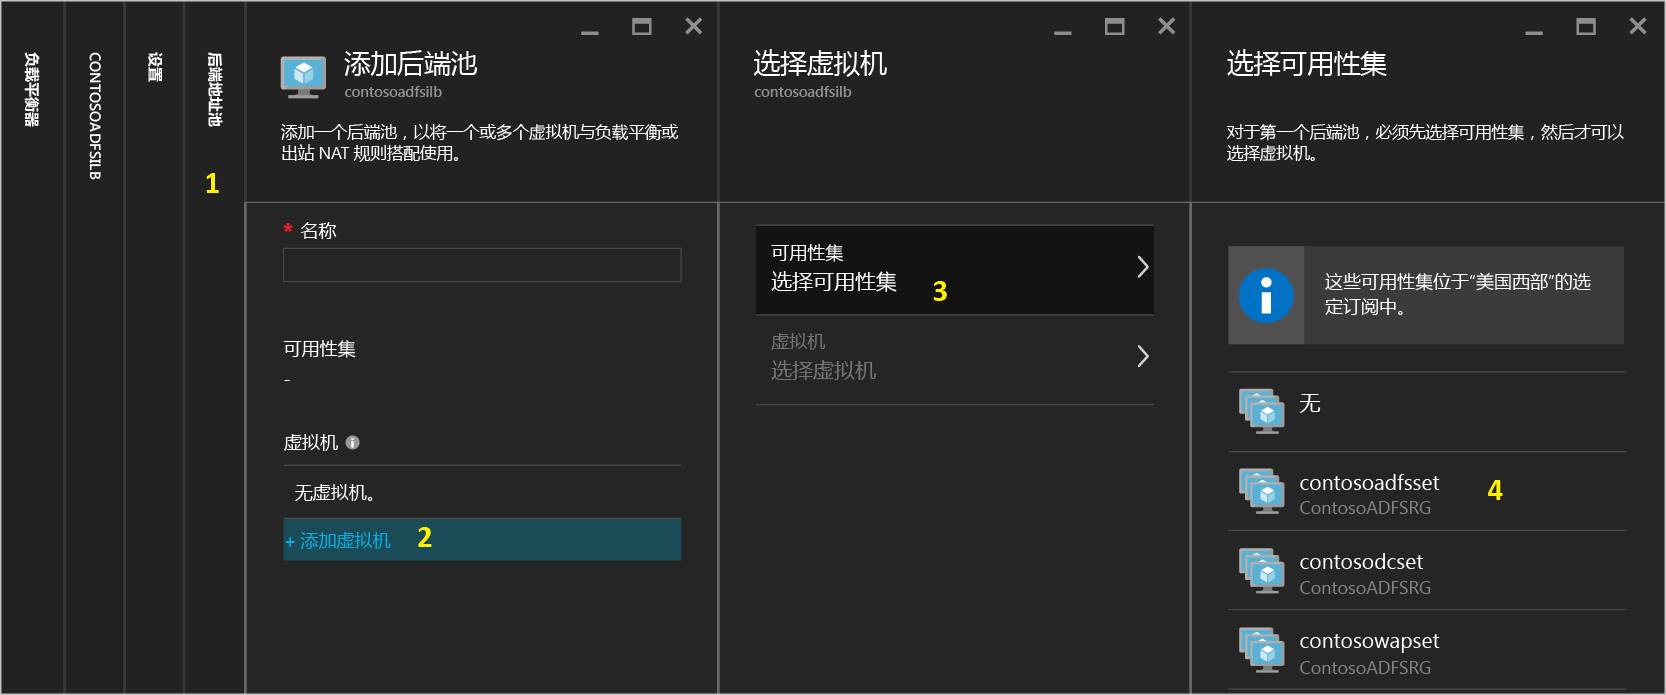 负载平衡器
CONTOSOADFSILB
设置
后端地址池
1
添加后端池
contosoadfsilb
添加一个后端池，以将一个或多个虚拟机与负载平衡或
出站 NAT 规则搭配使用。
* 名称
可用性集
-
虚拟机
无虚拟机。
+ 添加虚拟机 2
选择虚拟机
contosoadfsilb
可用性集
选择可用性集 3
虚拟机
选择虚拟机
选择可用性集
对于第一个后端池，必须先选择可用性集，然后才可以
选择虚拟机。
这些可用性集位于“美国西部”的选
定订阅中。
无
contosoadfsset 4
ContosoADFSRG
contosodcset
ContosoADFSRG
contosowapset
ContosoADFSRG